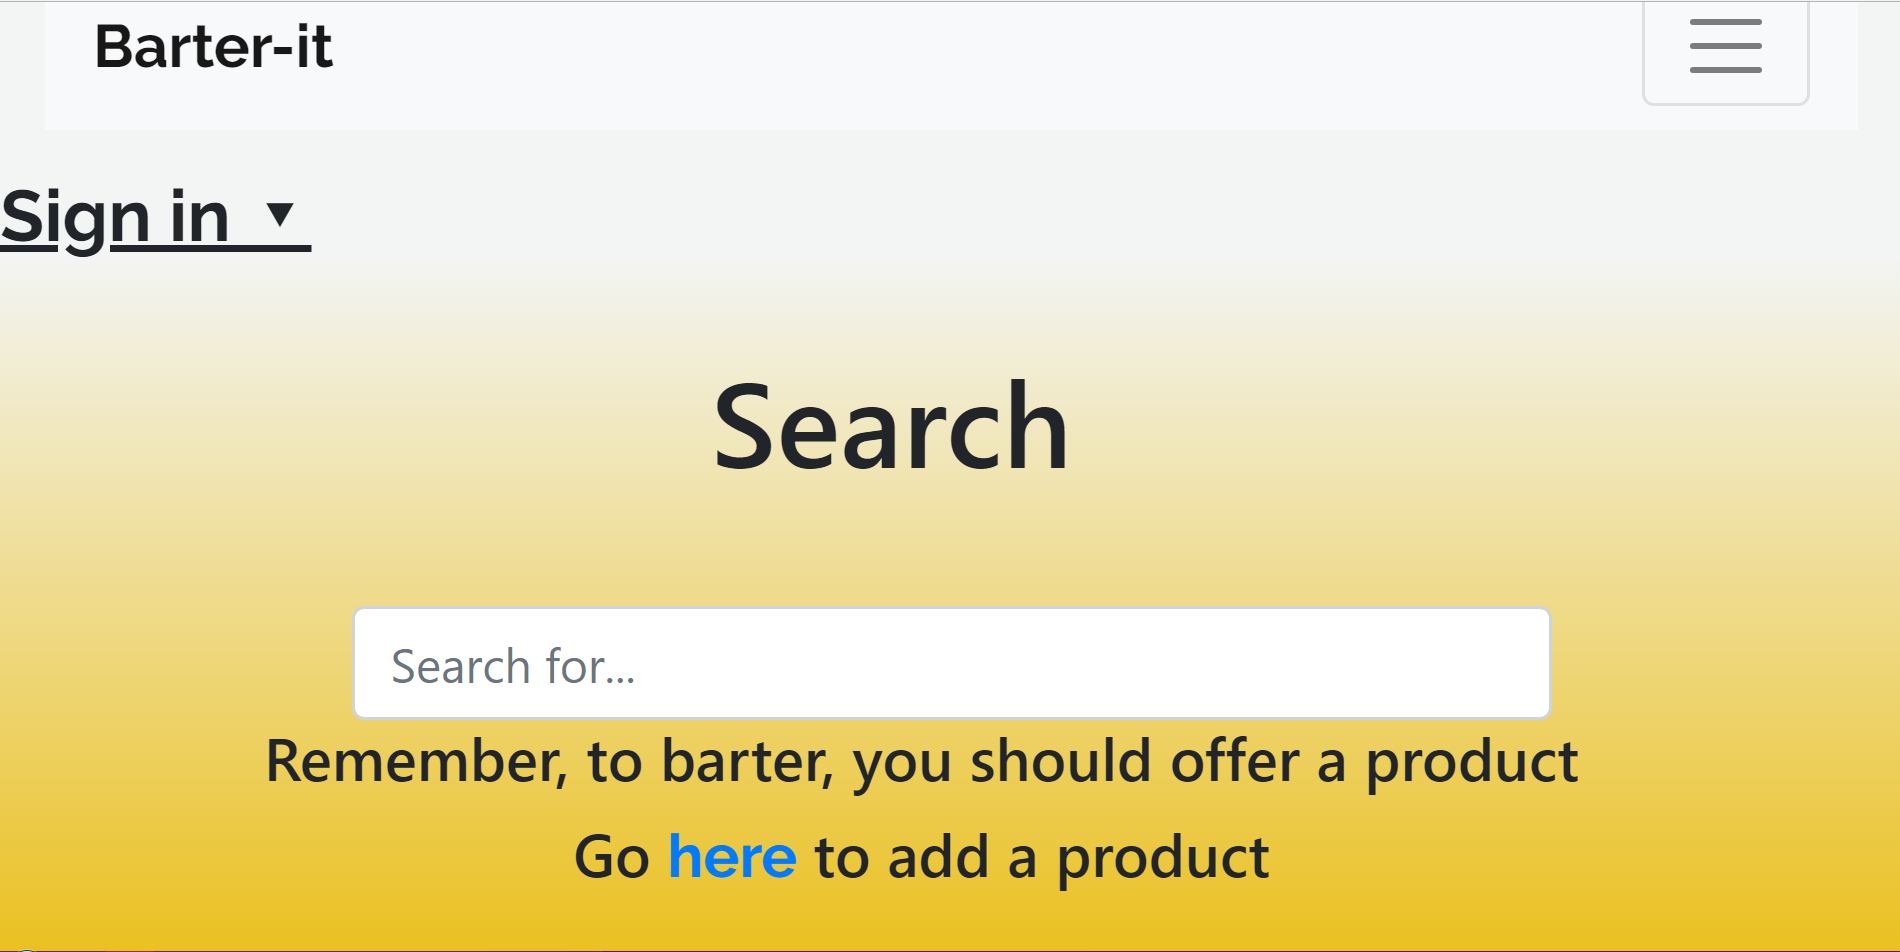 Barter-it
Sign in
Search
Search for...
Remember, to barter, you should offer a product
Go here to add a product